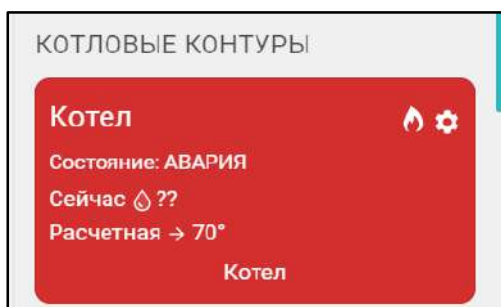 КОТЛОВЫЕ КОНТУРЫ
Котел
Состояние: АВАРИЯ
Сейчас ??
Расчетная → 70°
Котел